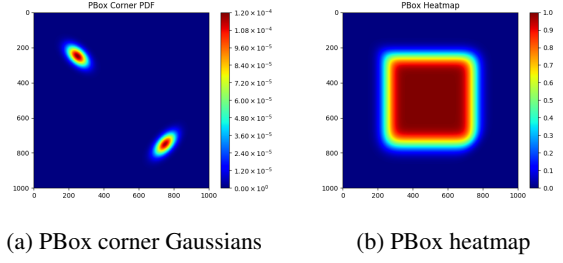 PBox Corner PDF
0
200
400
600
800
1000
0 200 400 600 800 1000
1.20 × 10⁻⁴
1.08 × 10⁻⁴
9.60 × 10⁻⁵
8.40 × 10⁻⁵
7.20 × 10⁻⁵
6.00 × 10⁻⁵
4.80 × 10⁻⁵
3.60 × 10⁻⁵
2.40 × 10⁻⁵
1.20 × 10⁻⁵
0.00 × 10⁰
(a) PBox corner Gaussians
PBox Heatmap
0
200
400
600
800
1000
0 200 400 600 800 1000
1.0
0.9
0.8
0.7
0.6
0.5
0.4
0.3
0.2
0.1
0.0
(b) PBox heatmap